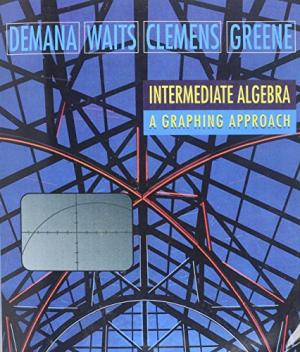 DEMANA WAITS CLEMENS GREENE
INTERMEDIATE ALGEBRA
A GRAPHING APPROACH